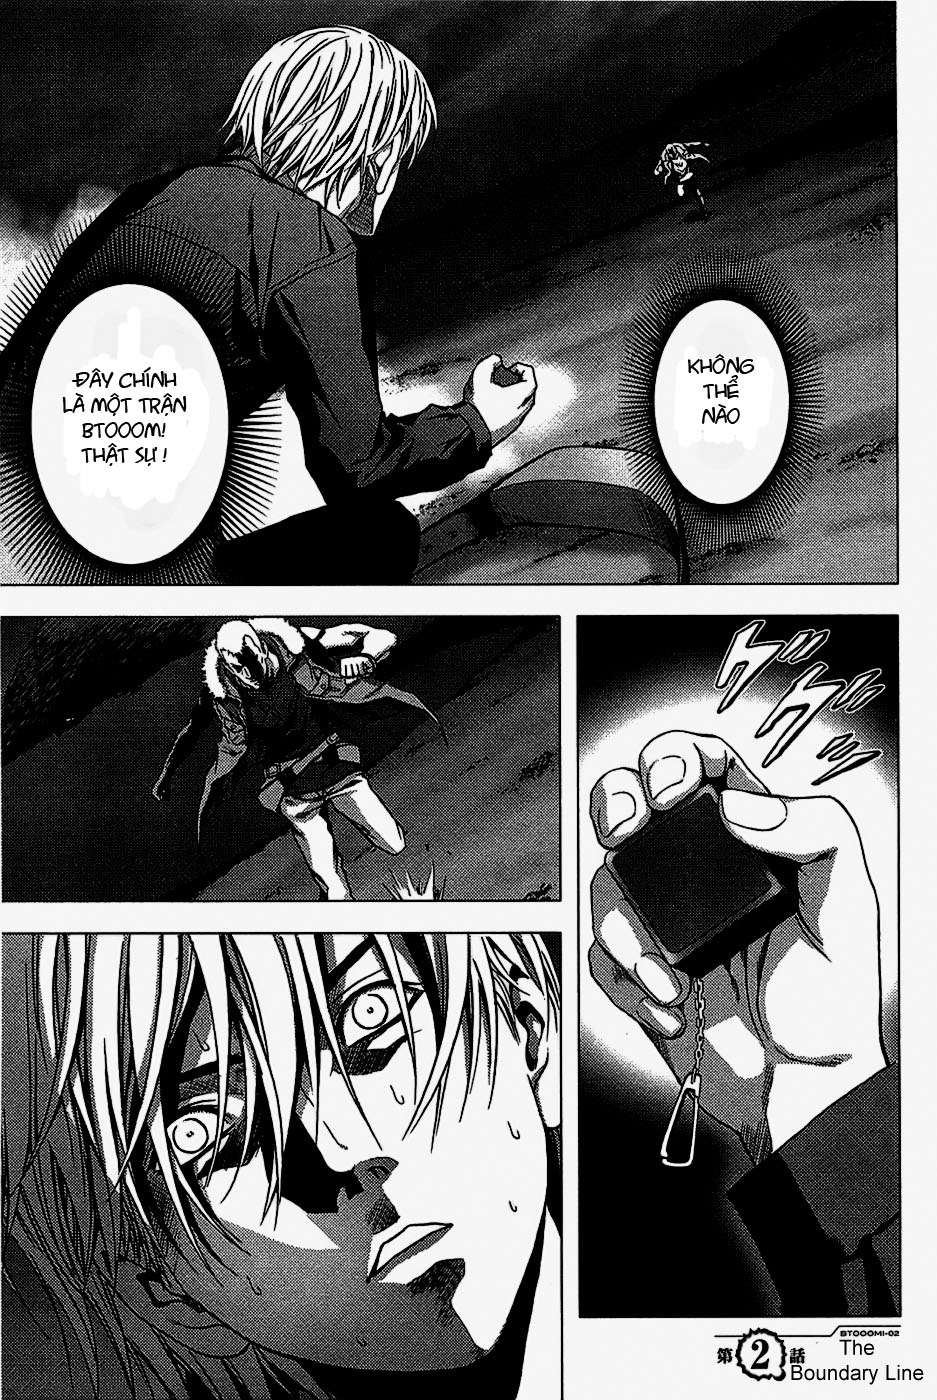 KHÔNG
THỂ
NÀO
ĐÂY CHÍNH
LÀ MỘT TRẬN
BTOOOM!
THẬT SỰ!
グググ
BTOOOM!-02
第2話
The
Boundary Line